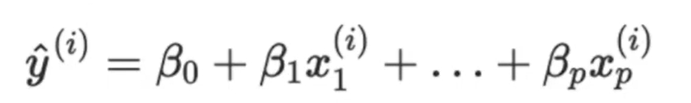 ŷ⁽ⁱ⁾ = β₀ + β₁x₁⁽ⁱ⁾ + … + βₚxₚ⁽ⁱ⁾